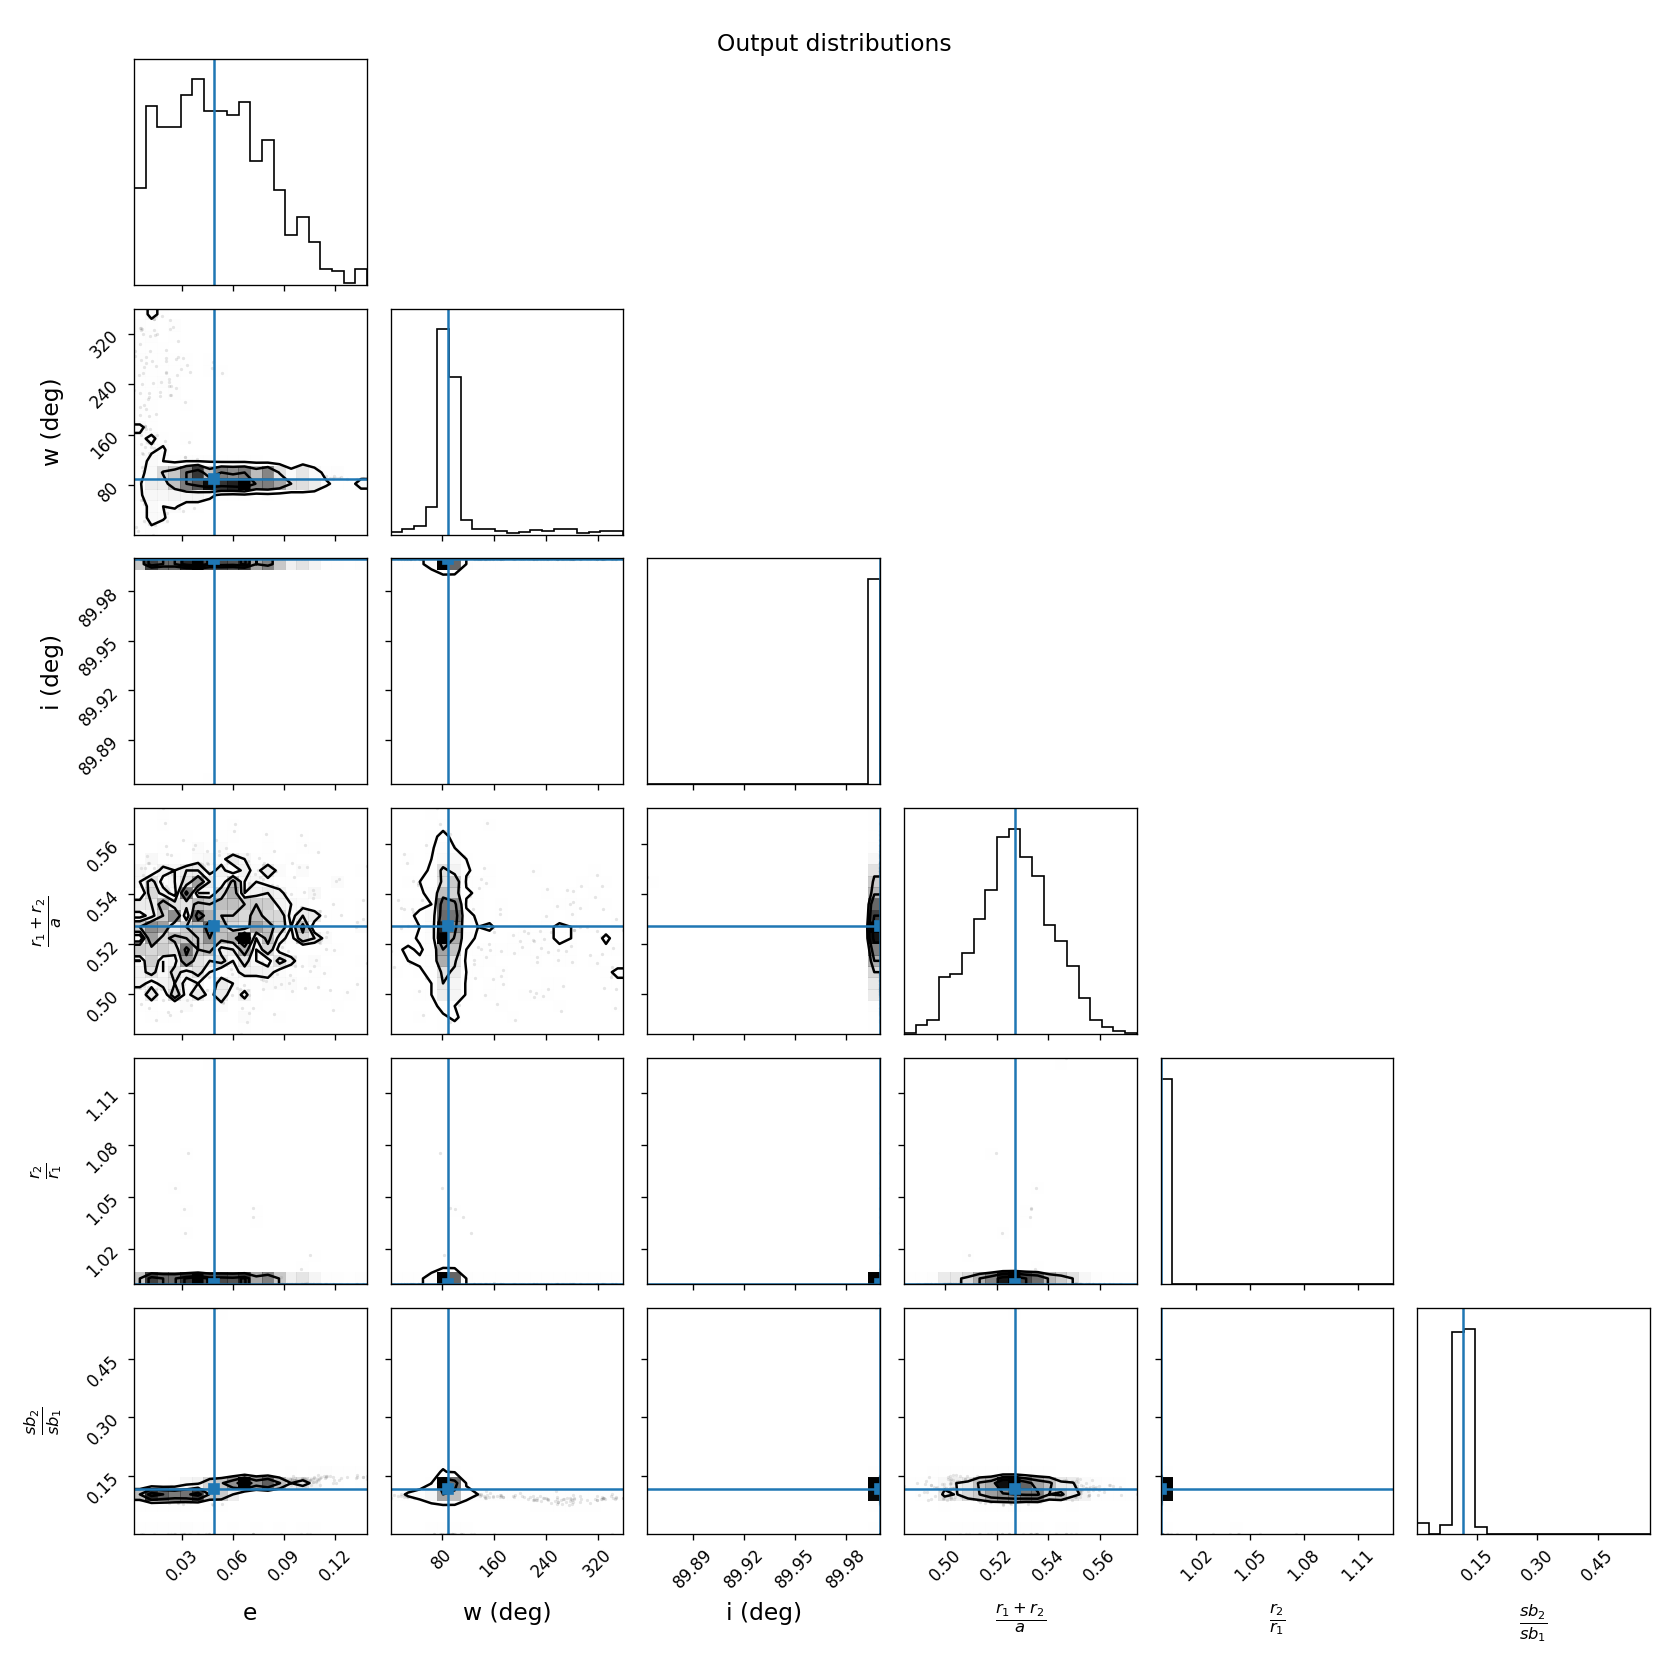 Output distributions
w (deg)
320
240
160
80
i (deg)
89.98
89.95
89.92
89.89
r₁ + r₂
a
0.56
0.54
0.52
0.50
r₂
r₁
1.11
1.08
1.05
1.02
sb₂
sb₁
0.45
0.30
0.15
0.03 0.06 0.09 0.12 80 160 240 320 89.89 89.92 89.95 89.98 0.50 0.52 0.54 0.56 1.02 1.05 1.08 1.11 0.15 0.30 0.45
e w (deg) i (deg) r₁ + r₂ r₂ sb₂
a r₁ sb₁